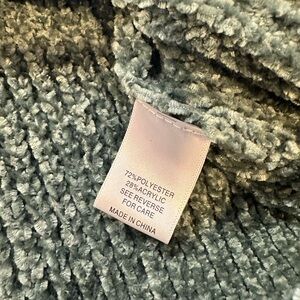 72%POLYESTER
28%ACRYLIC
SEE REVERSE
FOR CARE
MADE IN CHINA